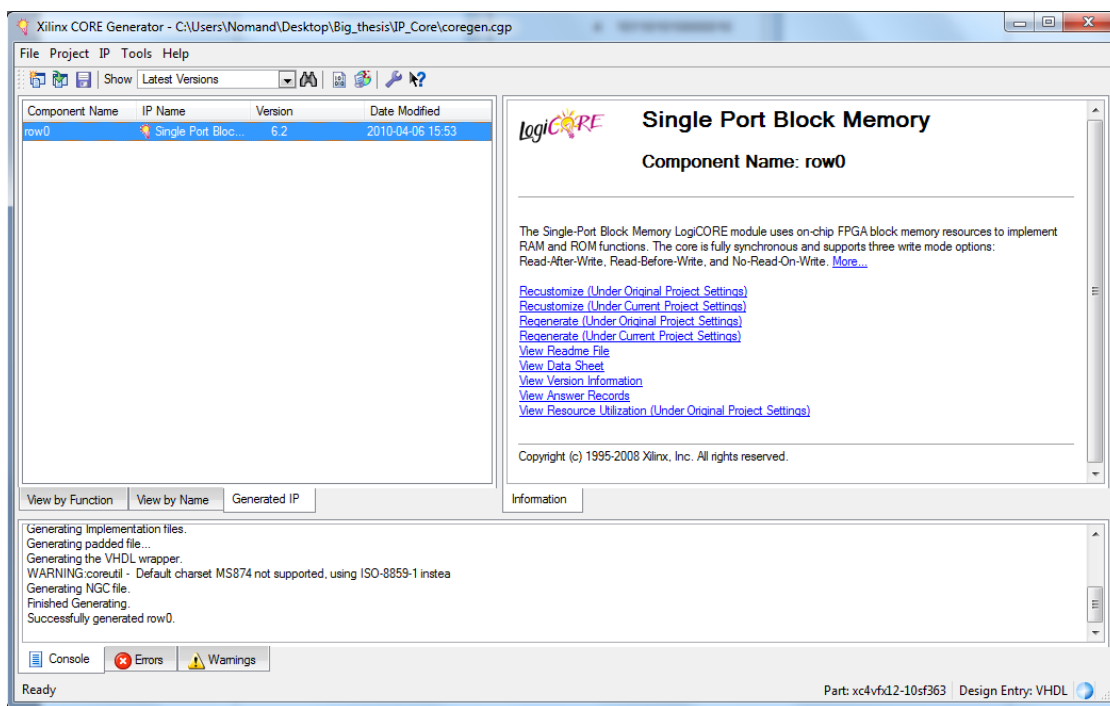 Xilinx CORE Generator - C:\Users\Nomand\Desktop\Big_thesis\IP_Core\coregen.cgp
File Project IP Tools Help
Show Latest Versions
Component Name IP Name Version Date Modified
row0 Single Port Bloc... 6.2 2010-04-06 15:53
View by Function View by Name Generated IP
logiCORE
Single Port Block Memory
Component Name: row0
The Single-Port Block Memory LogiCORE module uses on-chip FPGA block memory resources to implement
RAM and ROM functions. The core is fully synchronous and supports three write mode options:
Read-After-Write, Read-Before-Write, and No-Read-On-Write. More...
Recustomize (Under Original Project Settings)
Recustomize (Under Current Project Settings)
Regenerate (Under Original Project Settings)
Regenerate (Under Current Project Settings)
View Readme File
View Data Sheet
View Version Information
View Answer Records
View Resource Utilization (Under Original Project Settings)
Copyright (c) 1995-2008 Xilinx, Inc. All rights reserved.
Information
Generating Implementation files.
Generating padded file...
Generating the VHDL wrapper.
WARNING:coreutil - Default charset MS874 not supported, using ISO-8859-1 instea
Generating NGC file.
Finished Generating.
Successfully generated row0.
Console Errors Warnings
Ready Part: xc4vfx12-10sf363 Design Entry: VHDL